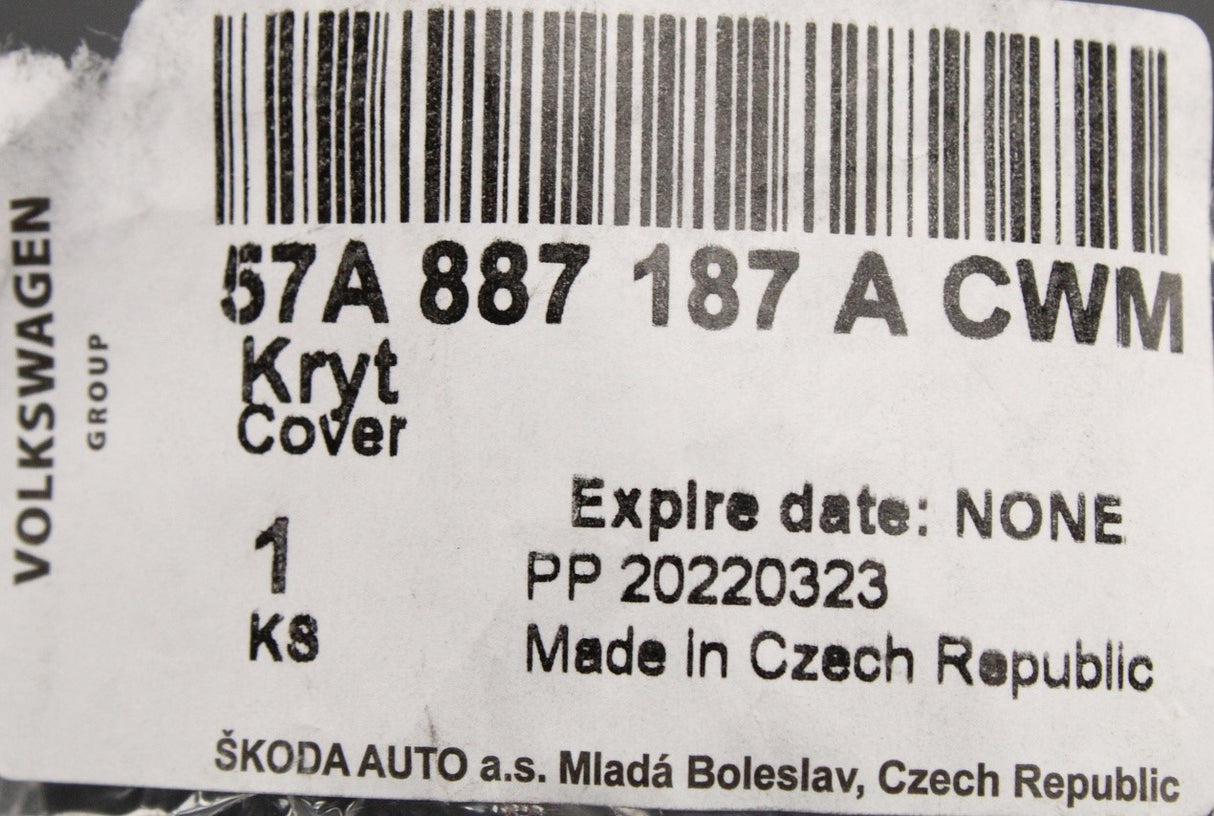 57A 887 187 A CWM
Kryt
Cover
Expire date: NONE
1
PP 20220323
KS
Made in Czech Republic
ŠKODA AUTO a.s. Mladá Boleslav, Czech Republic
VOLKSWAGEN
GROUP